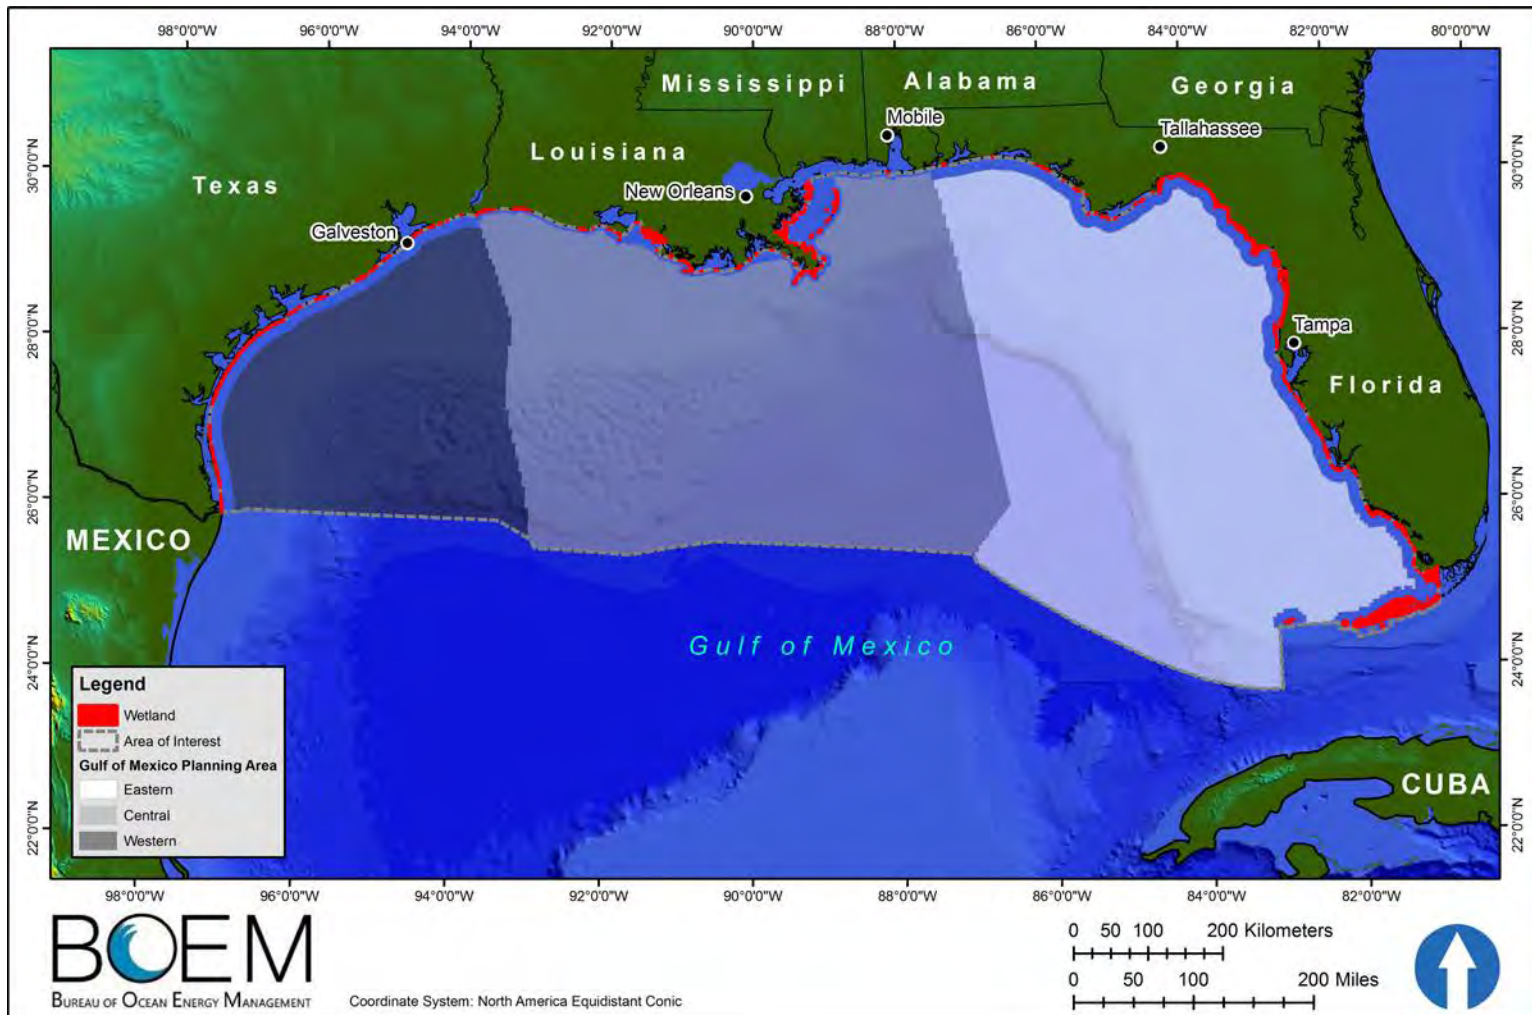 98°0'0"W 96°0'0"W 94°0'0"W 92°0'0"W 90°0'0"W 88°0'0"W 86°0'0"W 84°0'0"W 82°0'0"W 80°0'0"W
Mississippi
Alabama
Georgia
Mobile
Tallahassee
Louisiana
Texas
New Orleans
Galveston
Tampa
Florida
MEXICO
Gulf of Mexico
CUBA
30°0'0"N
28°0'0"N
26°0'0"N
24°0'0"N
22°0'0"N
30°0'0"N
28°0'0"N
26°0'0"N
24°0'0"N
22°0'0"N
Legend
Wetland
Area of Interest
Gulf of Mexico Planning Area
Eastern
Central
Western
98°0'0"W 96°0'0"W 94°0'0"W 92°0'0"W 90°0'0"W 88°0'0"W 86°0'0"W 84°0'0"W 82°0'0"W
BOEM
BUREAU OF OCEAN ENERGY MANAGEMENT
Coordinate System: North America Equidistant Conic
0 50 100 200 Kilometers
0 50 100 200 Miles